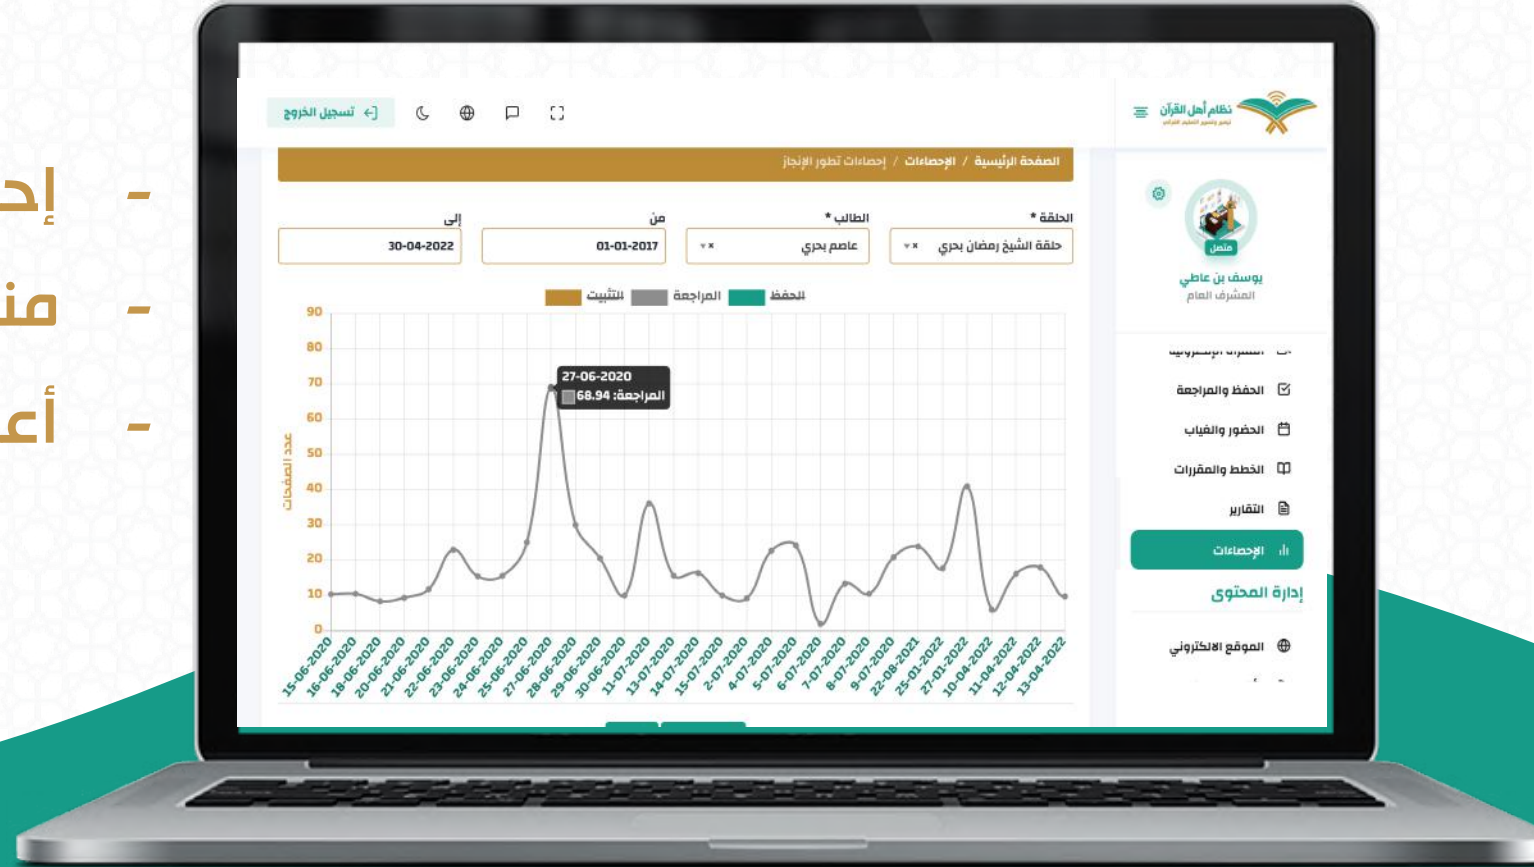 - إحـ
- منـ
- أعـ
نظام أهل القرآن
تسجيل الخروج
الصفحة الرئيسية / الإحصاءات / إحصاءات تطور الإنجاز
الحلقة * الطالب * من إلى
حلقة الشيخ رمضان بحري عاصم بحري 01-01-2017 30-04-2022
الحفظ المراجعة التثبيت
90
80
70
60
50
40
30
20
10
0
عدد الصفحات
27-06-2020
المراجعة: 68.94
15-06-2020
16-06-2020
18-06-2020
20-06-2020
21-06-2020
22-06-2020
23-06-2020
24-06-2020
25-06-2020
27-06-2020
28-06-2020
29-06-2020
30-06-2020
11-07-2020
13-07-2020
14-07-2020
15-07-2020
2-07-2020
4-07-2020
5-07-2020
6-07-2020
7-07-2020
8-07-2020
9-07-2020
22-08-2021
25-01-2022
27-01-2022
10-04-2022
11-04-2022
12-04-2022
13-04-2022
متصل
يوسف بن عاطي
المشرف العام
الحفظ والمراجعة
الحضور والغياب
الخطط والمقررات
التقارير
الإحصاءات
إدارة المحتوى
الموقع الالكتروني